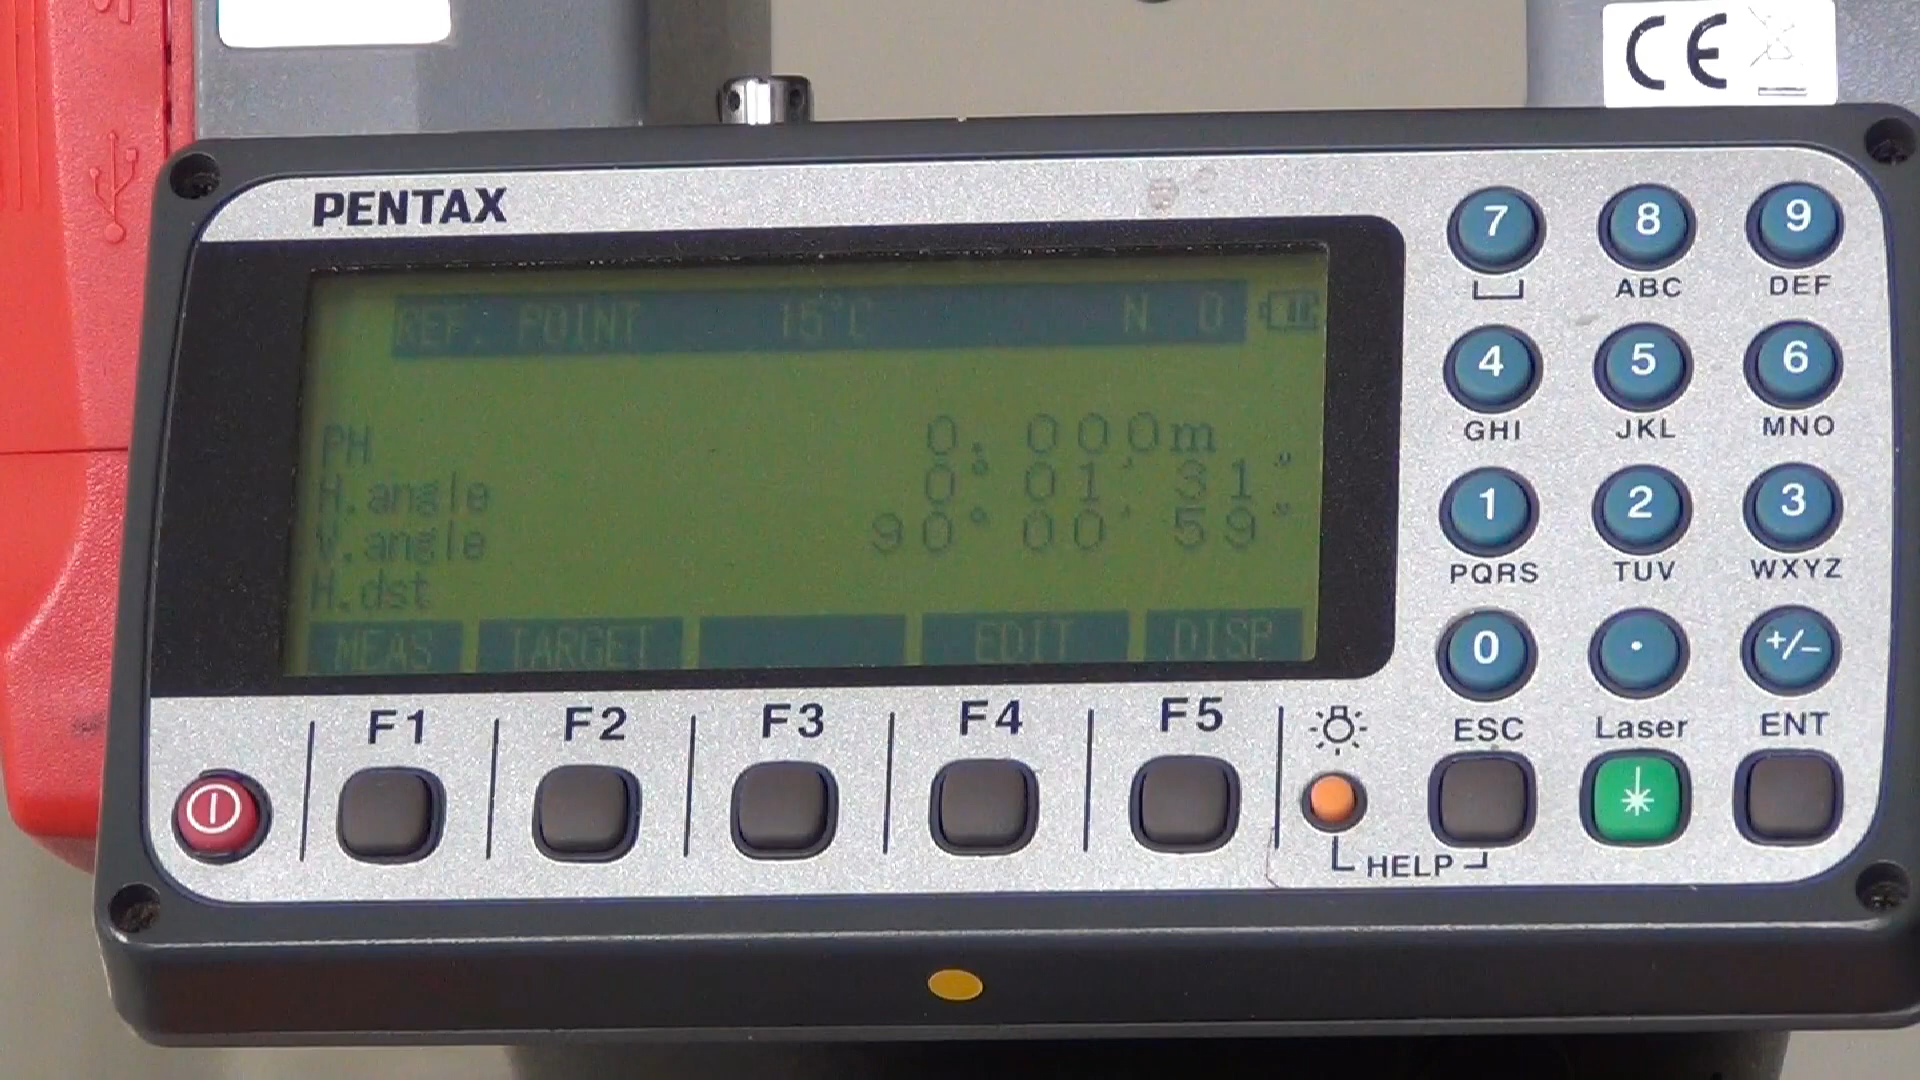 CE
PENTAX
REF. POINT 15°C N 0
PH 0.000m
H.angle 0°01'31"
V.angle 90°00'59"
H.dst
MEAS TARGET EDIT DISP
F1 F2 F3 F4 F5
7 8 9
ABC DEF
4 5 6
GHI JKL MNO
1 2 3
PQRS TUV WXYZ
0 . +/-
ESC Laser ENT
HELP